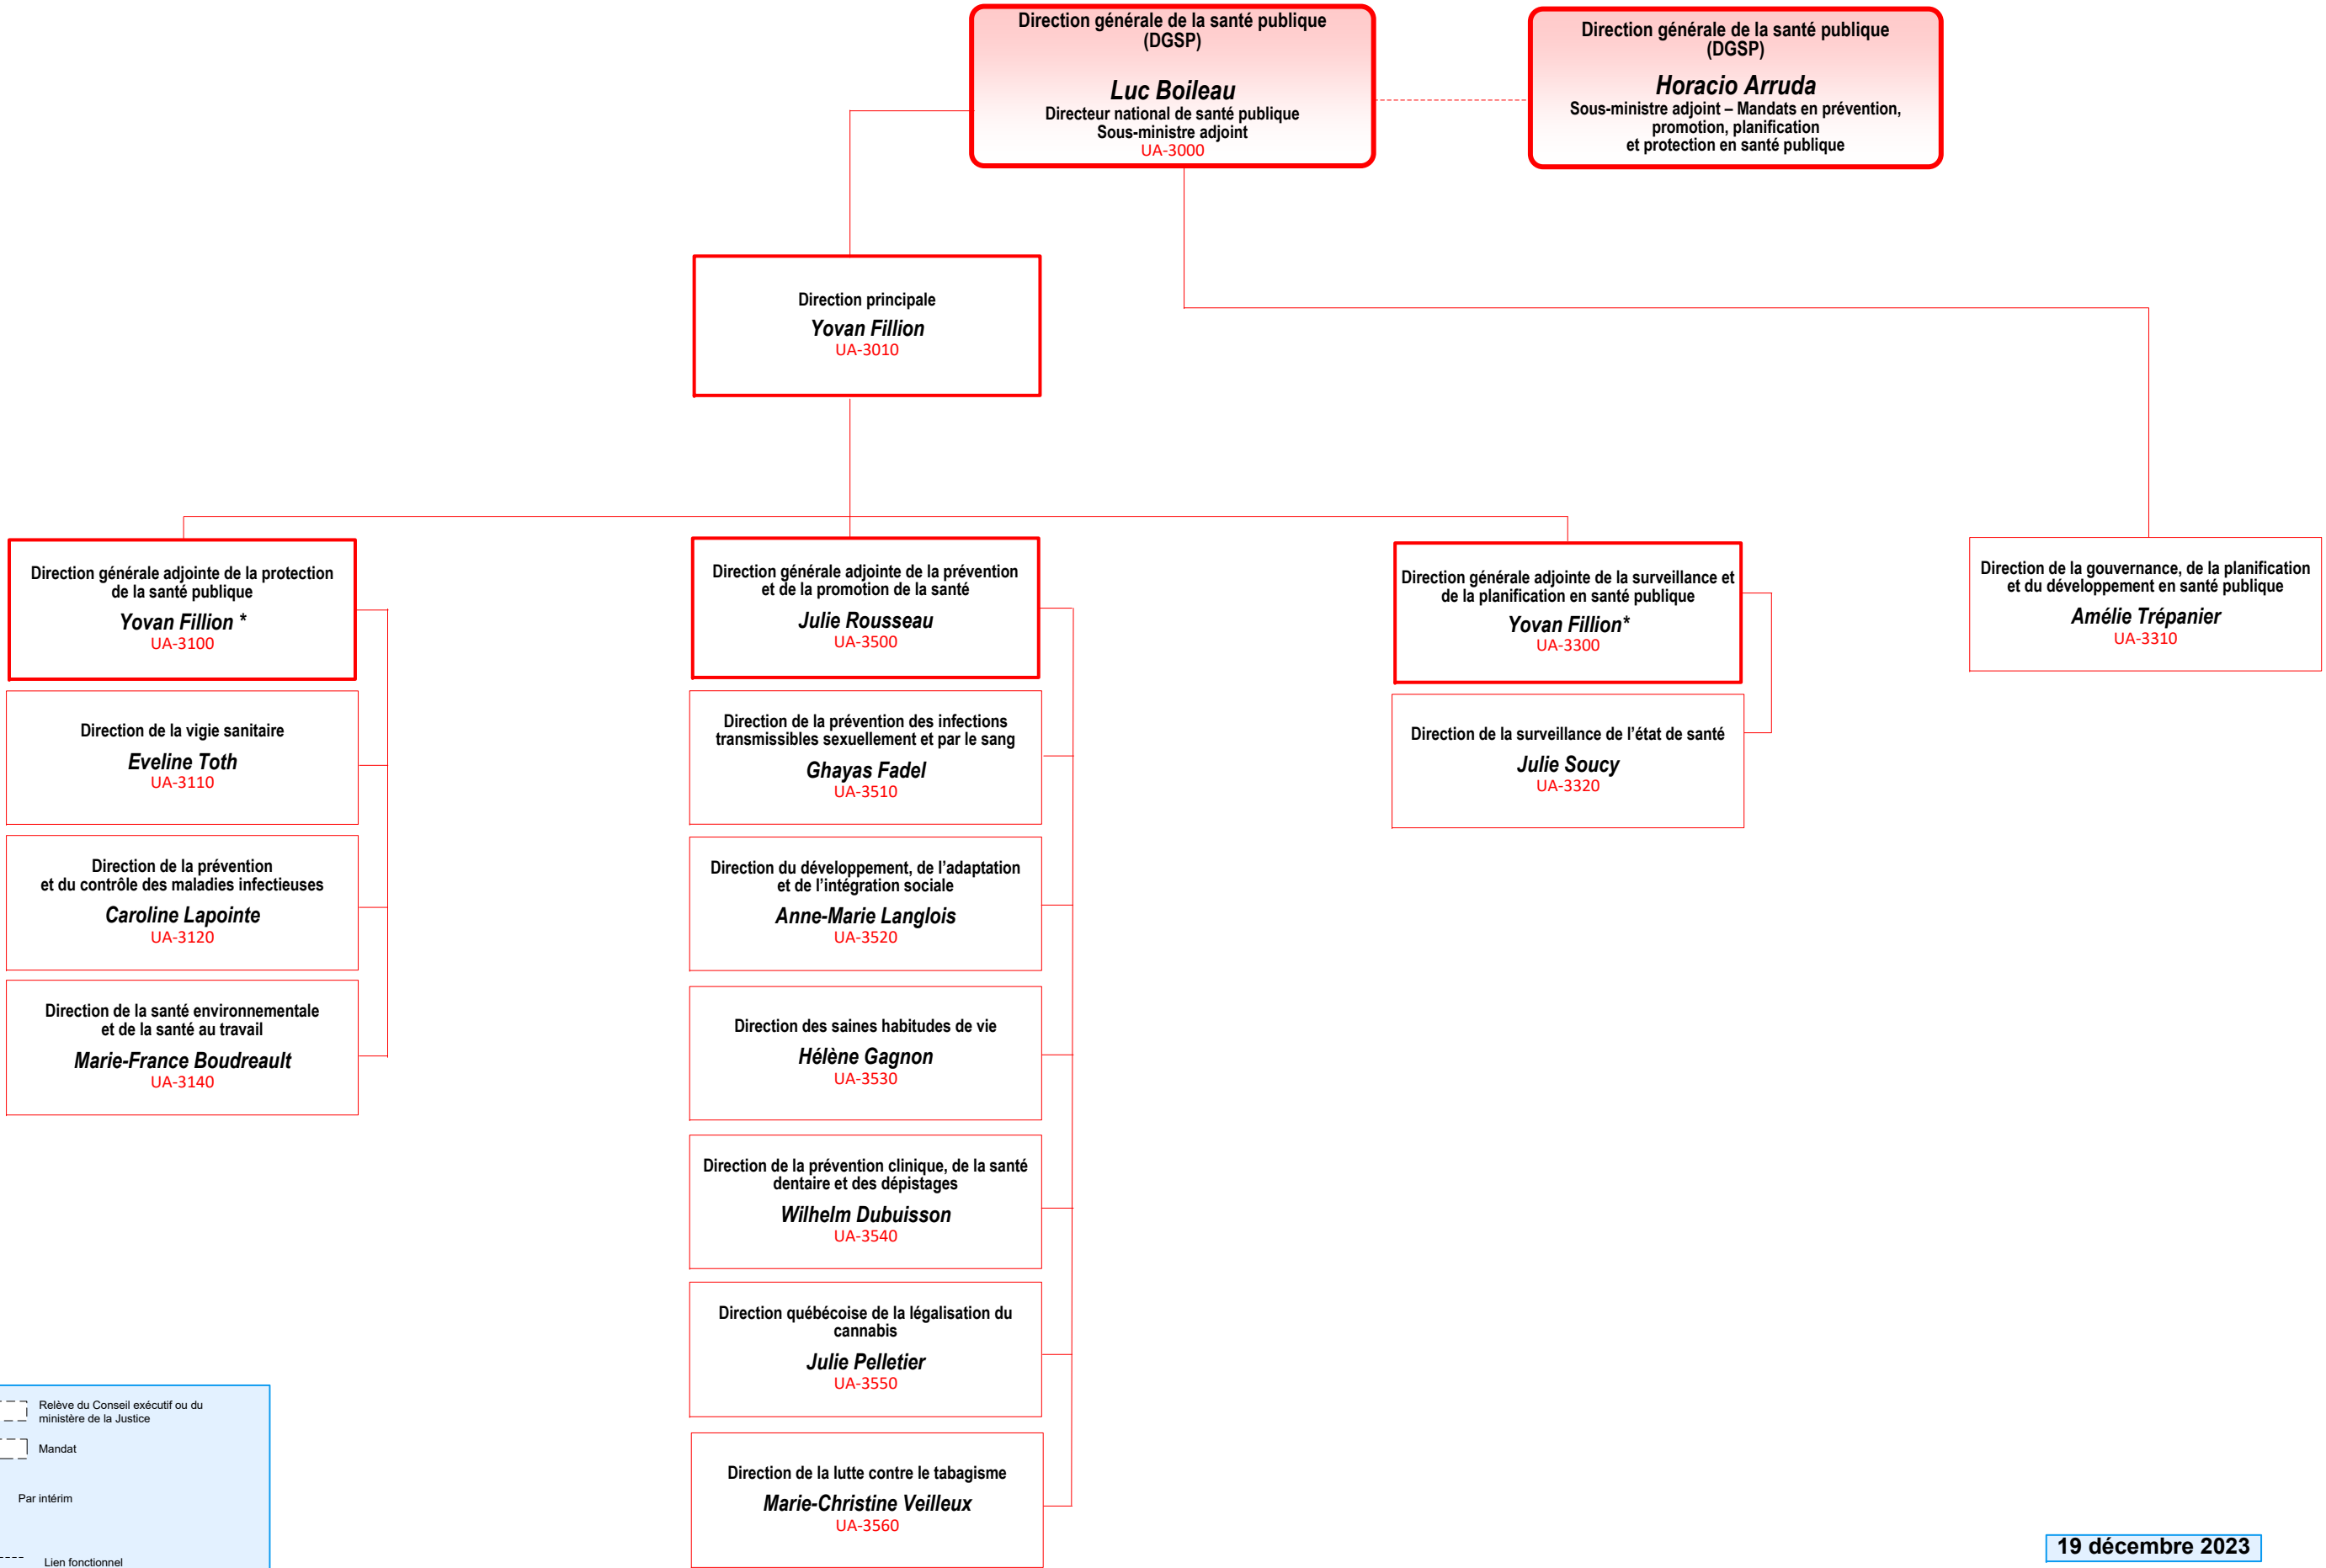 Direction générale de la santé publique
(DGSP)
Luc Boileau
Directeur national de santé publique
Sous-ministre adjoint
UA-3000
Direction générale de la santé publique
(DGSP)
Horacio Arruda
Sous-ministre adjoint – Mandats en prévention,
promotion, planification
et protection en santé publique
Direction principale
Yovan Fillion
UA-3010
Direction générale adjointe de la protection
de la santé publique
Yovan Fillion *
UA-3100
Direction de la vigie sanitaire
Eveline Toth
UA-3110
Direction de la prévention
et du contrôle des maladies infectieuses
Caroline Lapointe
UA-3120
Direction de la santé environnementale
et de la santé au travail
Marie-France Boudreault
UA-3140
Direction générale adjointe de la prévention
et de la promotion de la santé
Julie Rousseau
UA-3500
Direction de la prévention des infections
transmissibles sexuellement et par le sang
Ghayas Fadel
UA-3510
Direction du développement, de l’adaptation
et de l’intégration sociale
Anne-Marie Langlois
UA-3520
Direction des saines habitudes de vie
Hélène Gagnon
UA-3530
Direction de la prévention clinique, de la santé
dentaire et des dépistages
Wilhelm Dubuisson
UA-3540
Direction québécoise de la légalisation du
cannabis
Julie Pelletier
UA-3550
Direction de la lutte contre le tabagisme
Marie-Christine Veilleux
UA-3560
Direction générale adjointe de la surveillance et
de la planification en santé publique
Yovan Fillion*
UA-3300
Direction de la surveillance de l’état de santé
Julie Soucy
UA-3320
Direction de la gouvernance, de la planification
et du développement en santé publique
Amélie Trépanier
UA-3310
Relève du Conseil exécutif ou du
ministère de la Justice
Mandat
Par intérim
Lien fonctionnel
19 décembre 2023